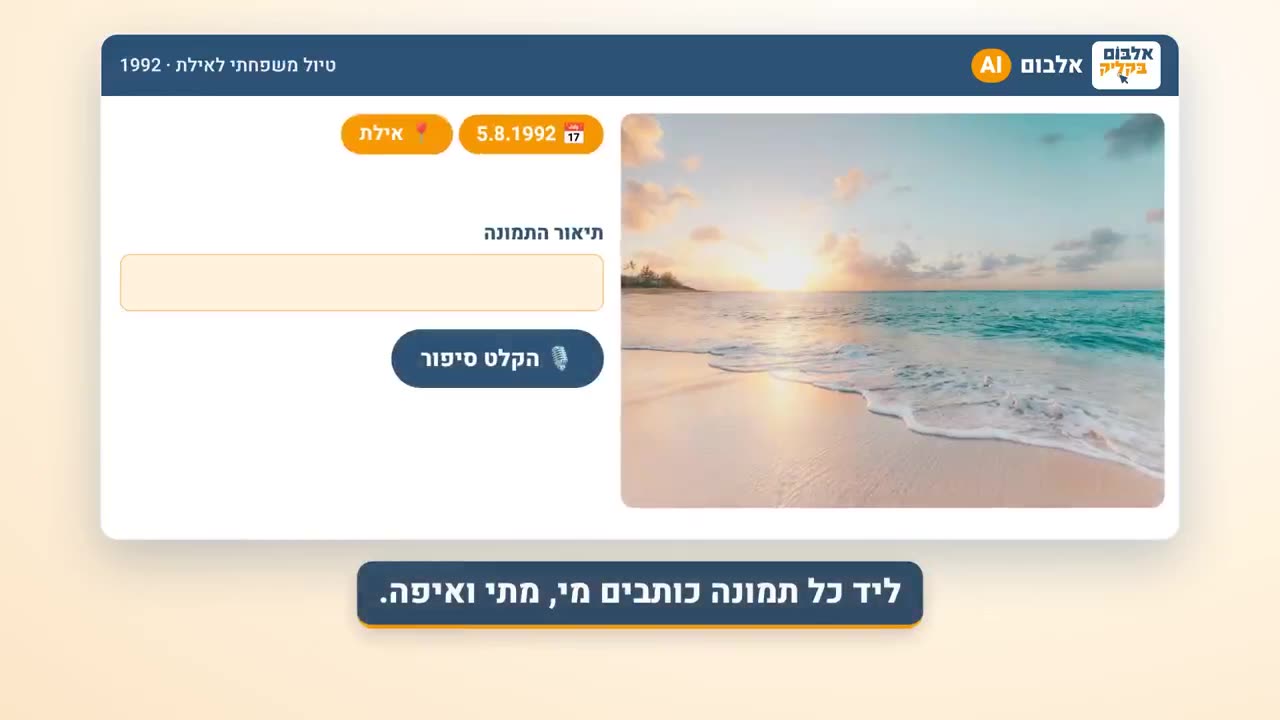 אלבום
בקליק
אלבום AI
טיול משפחתי לאילת · 1992
5.8.1992
אילת
תיאור התמונה
הקלט סיפור
ליד כל תמונה כותבים מי, מתי ואיפה.